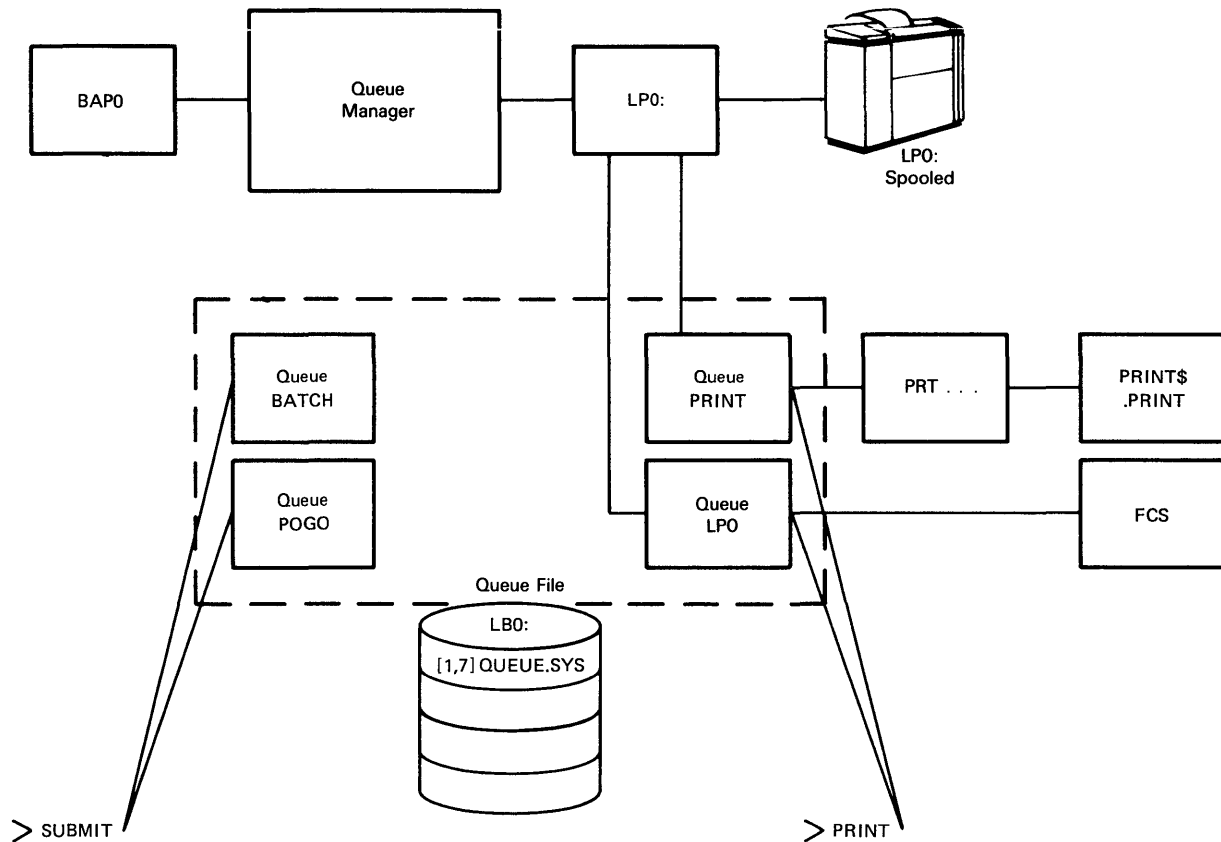 BAP0
Queue
Manager
LP0:
LP0:
Spooled
Queue
BATCH
Queue
PRINT
PRT . . .
PRINT$
.PRINT
Queue
POGO
Queue
LP0
FCS
Queue File
LB0:
[1,7] QUEUE.SYS
> SUBMIT
> PRINT